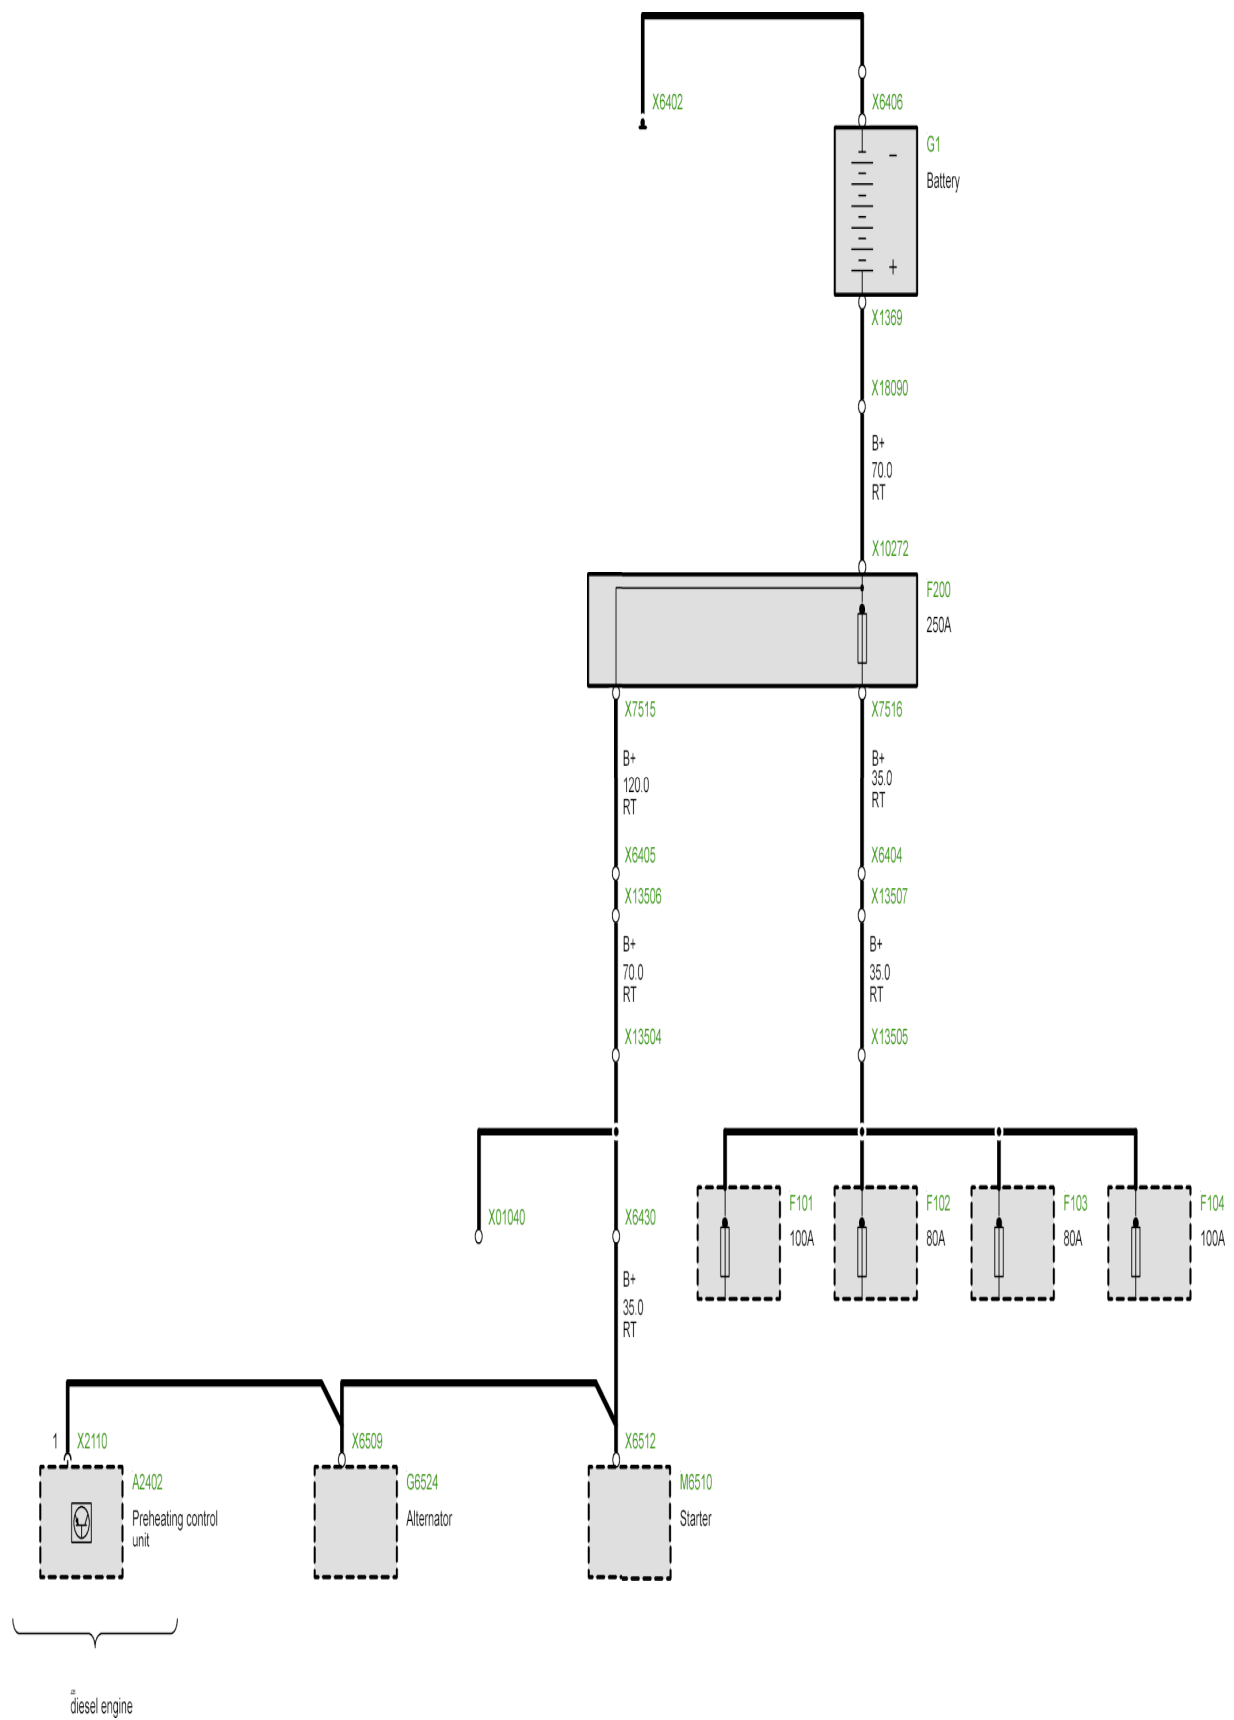 X6402
X6406
G1
−
Battery
+
X1369
X18090
B+
70.0
RT
X10272
F200
250A
X7515
X7516
B+
120.0
RT
B+
35.0
RT
X6405
X6404
X13506
X13507
B+
70.0
RT
B+
35.0
RT
X13504
X13505
X01040
X6430
F101
100A
F102
80A
F103
80A
F104
100A
B+
35.0
RT
1
X2110
X6509
X6512
A2402
Preheating control
unit
G6524
Alternator
M6510
Starter
diesel engine